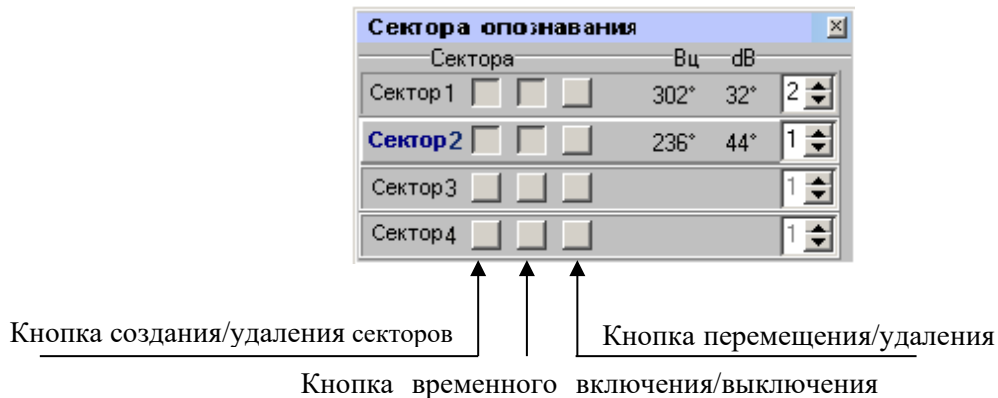 Сектора опознавания
Сектора Вц dВ
Сектор 1 302° 32° 2
Сектор 2 236° 44° 1
Сектор 3 1
Сектор 4 1
Кнопка создания/удаления секторов
Кнопка перемещения/удаления
Кнопка временного включения/выключения